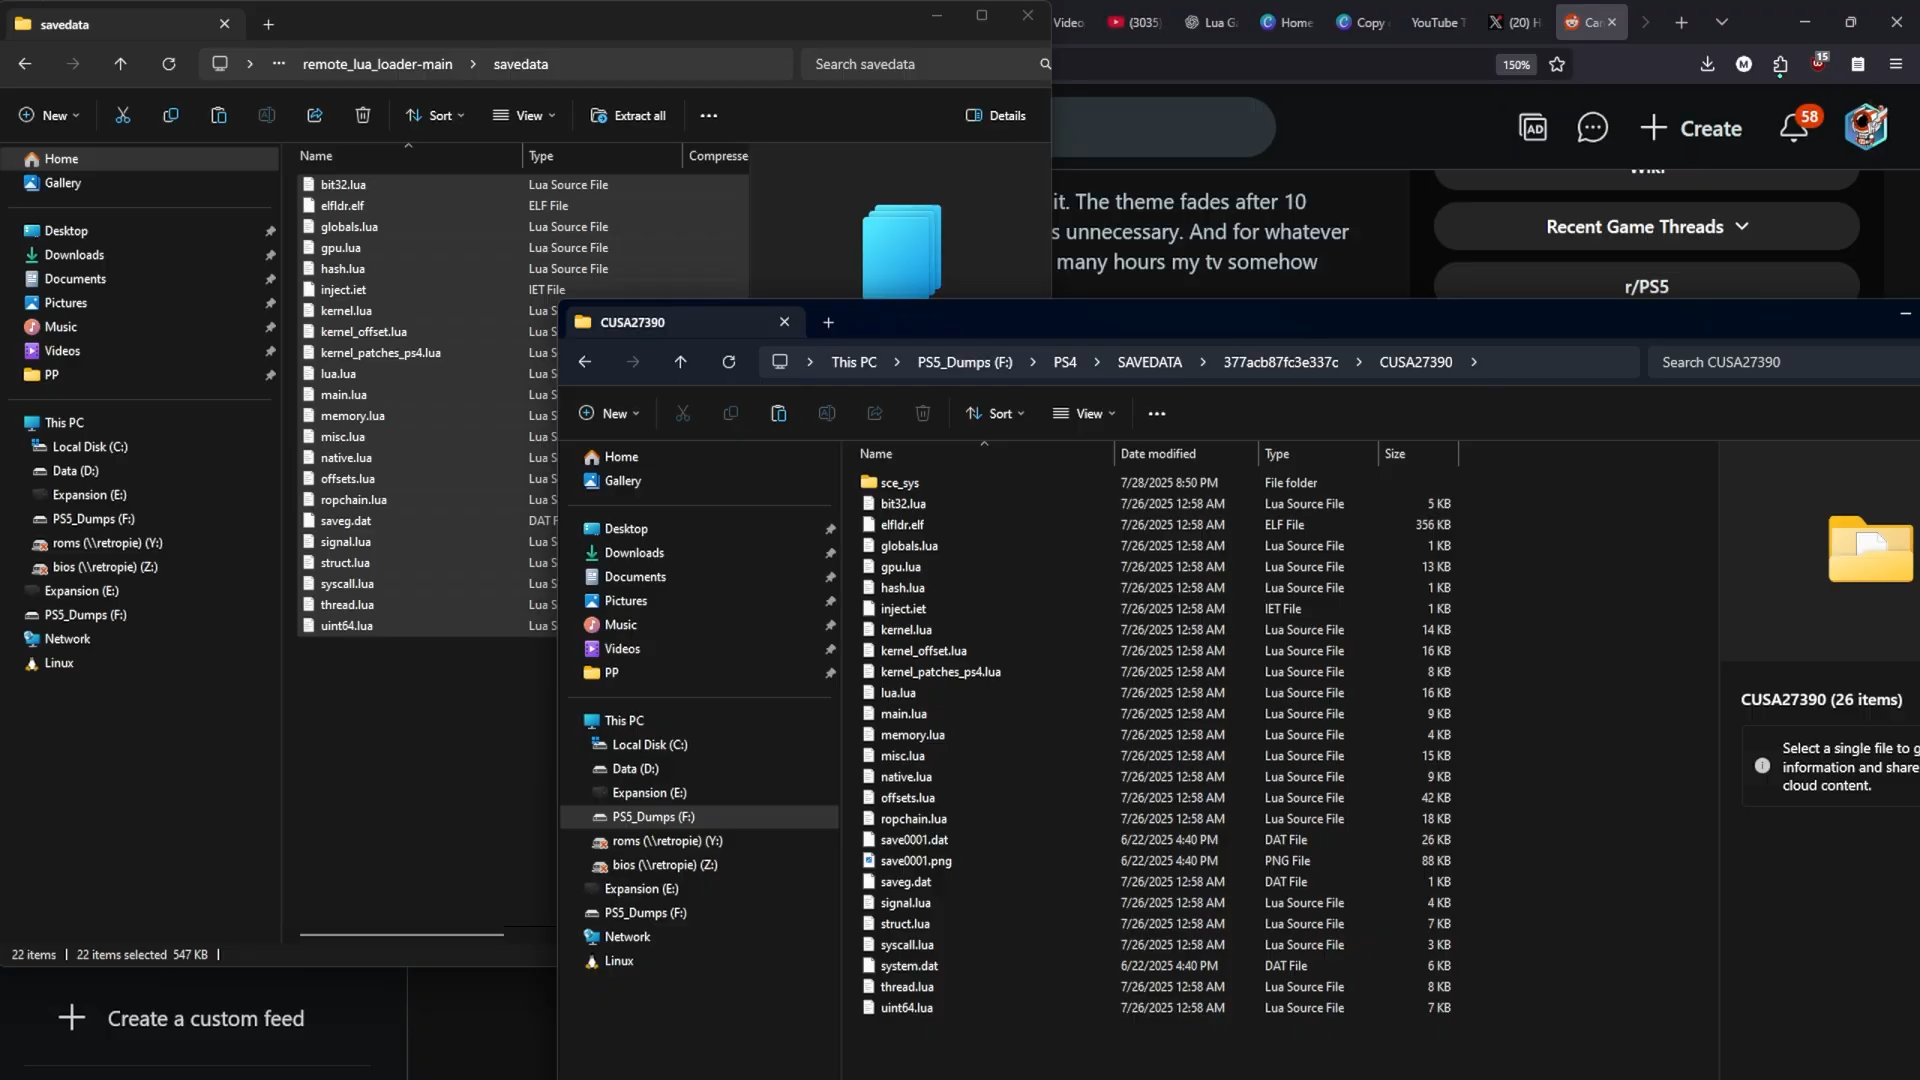 savedata
remote_lua_loader-main
savedata
Search savedata
New
Sort
View
Extract all
Details
Home
Gallery
Desktop
Downloads
Documents
Pictures
Music
Videos
PP
This PC
Local Disk (C:)
Data (D:)
Expansion (E:)
PS5_Dumps (F:)
roms (\\retropie) (Y:)
bios (\\retropie) (Z:)
Expansion (E:)
PS5_Dumps (F:)
Network
Linux
Name Type Compresse
bit32.lua Lua Source File
elfldr.elf ELF File
globals.lua Lua Source File
gpu.lua Lua Source File
hash.lua Lua Source File
inject.iet IET File
kernel.lua Lua S
kernel_offset.lua Lua S
kernel_patches_ps4.lua Lua S
lua.lua Lua S
main.lua Lua S
memory.lua Lua S
misc.lua Lua S
native.lua Lua S
offsets.lua Lua S
ropchain.lua Lua S
saveg.dat DAT F
signal.lua Lua S
struct.lua Lua S
syscall.lua Lua S
thread.lua Lua S
uint64.lua Lua S
22 items 22 items selected 547 KB
Create a custom feed
Video (3035) Lua G Home Copy YouTube T (20) H Car
150% M 15
AD Create 58
it. The theme fades after 10
s unnecessary. And for whatever
many hours my tv somehow
Wiki
Recent Game Threads
r/PS5
CUSA27390
This PC PS5_Dumps (F:) PS4 SAVEDATA 377acb87fc3e337c CUSA27390
Search CUSA27390
New
Sort
View
Home
Gallery
Desktop
Downloads
Documents
Pictures
Music
Videos
PP
This PC
Local Disk (C:)
Data (D:)
Expansion (E:)
PS5_Dumps (F:)
roms (\\retropie) (Y:)
bios (\\retropie) (Z:)
Expansion (E:)
PS5_Dumps (F:)
Network
Linux
Name Date modified Type Size
sce_sys 7/28/2025 8:50 PM File folder
bit32.lua 7/26/2025 12:58 AM Lua Source File 5 KB
elfldr.elf 7/26/2025 12:58 AM ELF File 356 KB
globals.lua 7/26/2025 12:58 AM Lua Source File 1 KB
gpu.lua 7/26/2025 12:58 AM Lua Source File 13 KB
hash.lua 7/26/2025 12:58 AM Lua Source File 1 KB
inject.iet 7/26/2025 12:58 AM IET File 1 KB
kernel.lua 7/26/2025 12:58 AM Lua Source File 14 KB
kernel_offset.lua 7/26/2025 12:58 AM Lua Source File 16 KB
kernel_patches_ps4.lua 7/26/2025 12:58 AM Lua Source File 8 KB
lua.lua 7/26/2025 12:58 AM Lua Source File 16 KB
main.lua 7/26/2025 12:58 AM Lua Source File 9 KB
memory.lua 7/26/2025 12:58 AM Lua Source File 4 KB
misc.lua 7/26/2025 12:58 AM Lua Source File 15 KB
native.lua 7/26/2025 12:58 AM Lua Source File 9 KB
offsets.lua 7/26/2025 12:58 AM Lua Source File 42 KB
ropchain.lua 7/26/2025 12:58 AM Lua Source File 18 KB
save0001.dat 6/22/2025 4:40 PM DAT File 26 KB
save0001.png 6/22/2025 4:40 PM PNG File 88 KB
saveg.dat 7/26/2025 12:58 AM DAT File 1 KB
signal.lua 7/26/2025 12:58 AM Lua Source File 4 KB
struct.lua 7/26/2025 12:58 AM Lua Source File 7 KB
syscall.lua 7/26/2025 12:58 AM Lua Source File 3 KB
system.dat 6/22/2025 4:40 PM DAT File 6 KB
thread.lua 7/26/2025 12:58 AM Lua Source File 8 KB
uint64.lua 7/26/2025 12:58 AM Lua Source File 7 KB
CUSA27390 (26 items)
Select a single file to g
information and share
cloud content.